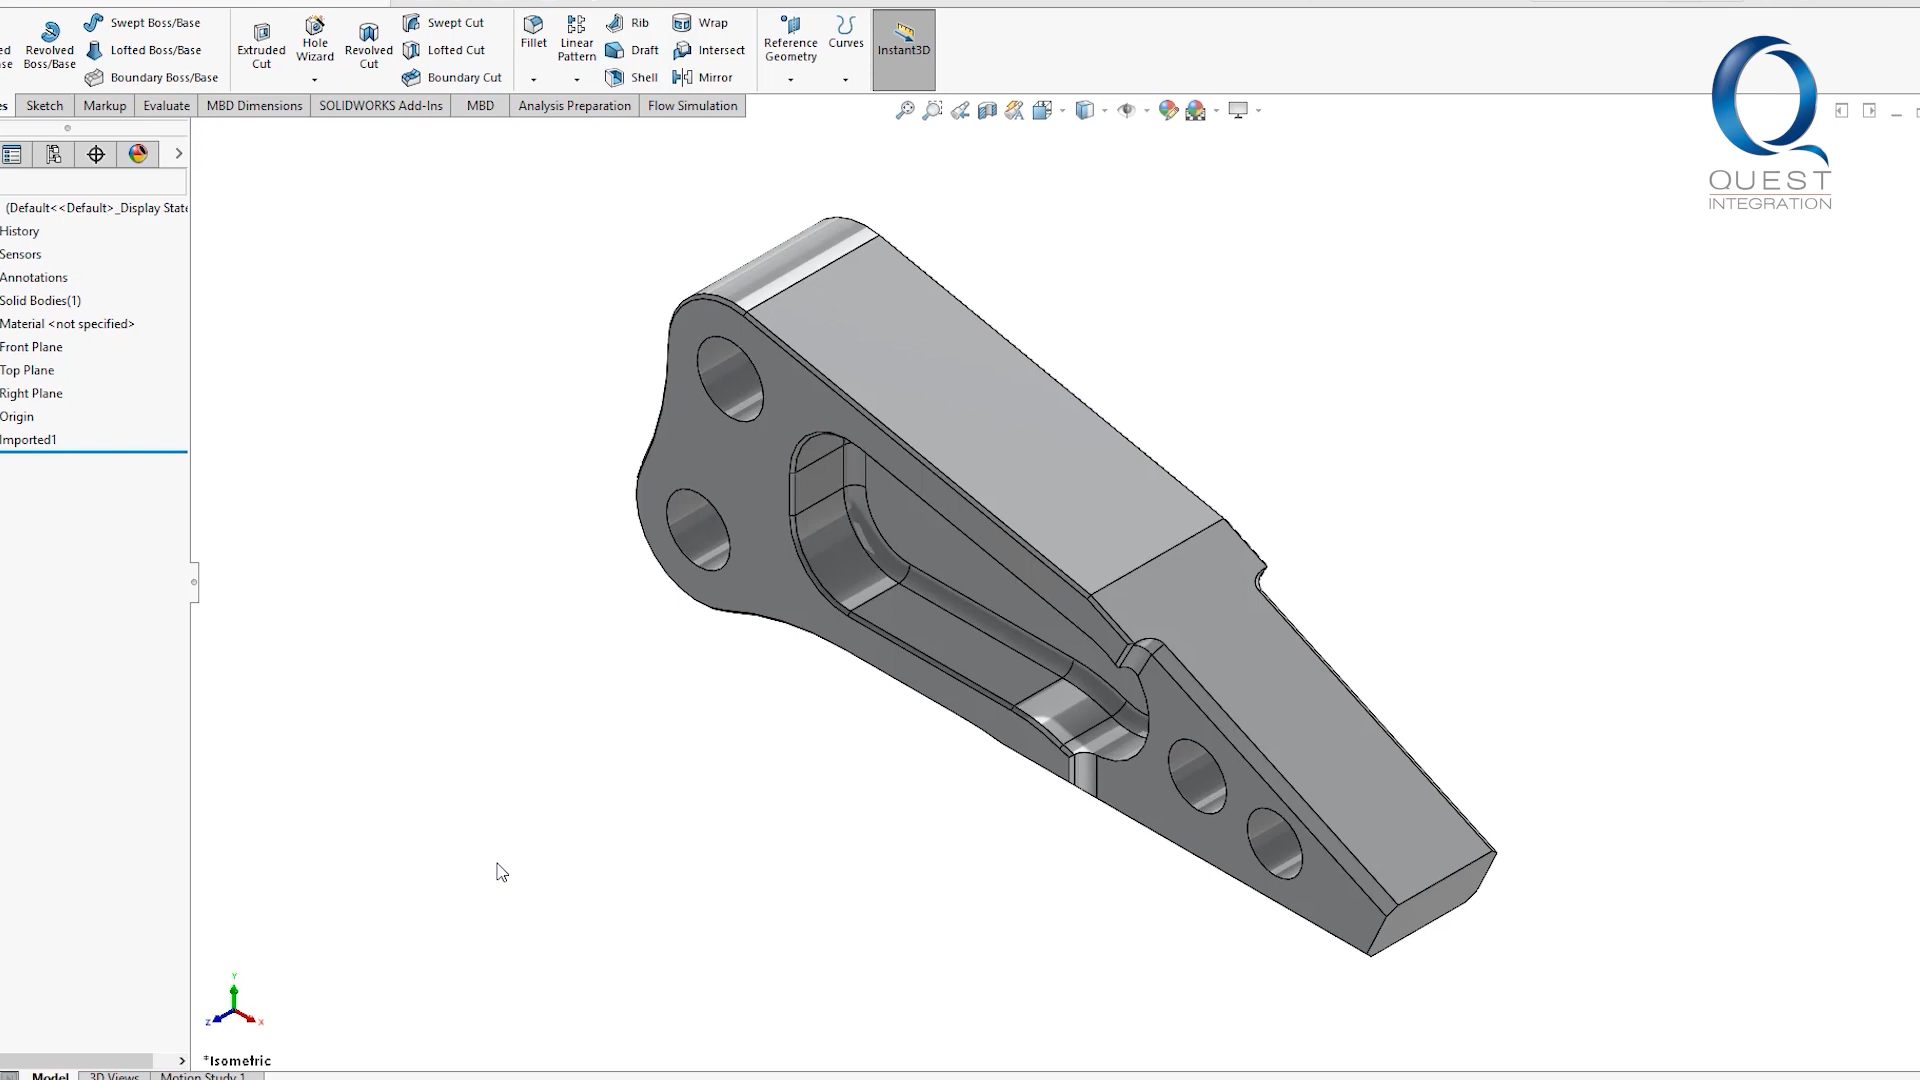 Swept Boss/Base
Revolved
Boss/Base
Lofted Boss/Base
Boundary Boss/Base
Extruded
Cut
Hole
Wizard
Revolved
Cut
Swept Cut
Lofted Cut
Boundary Cut
Fillet
Linear
Pattern
Rib
Draft
Shell
Wrap
Intersect
Mirror
Reference
Geometry
Curves
Instant3D
Sketch
Markup
Evaluate
MBD Dimensions
SOLIDWORKS Add-Ins
MBD
Analysis Preparation
Flow Simulation
QUEST
INTEGRATION
(Default<<Default>_Display State
History
Sensors
Annotations
Solid Bodies(1)
Material <not specified>
Front Plane
Top Plane
Right Plane
Origin
Imported1
Y
Z
X
*Isometric
Model
3D Views
Motion Study 1